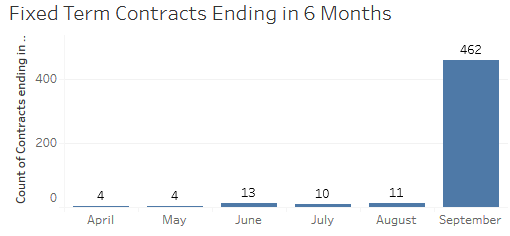 Fixed Term Contracts Ending in 6 Months
Count of Contracts ending in ..
400
200
0
4
4
13
10
11
462
April
May
June
July
August
September